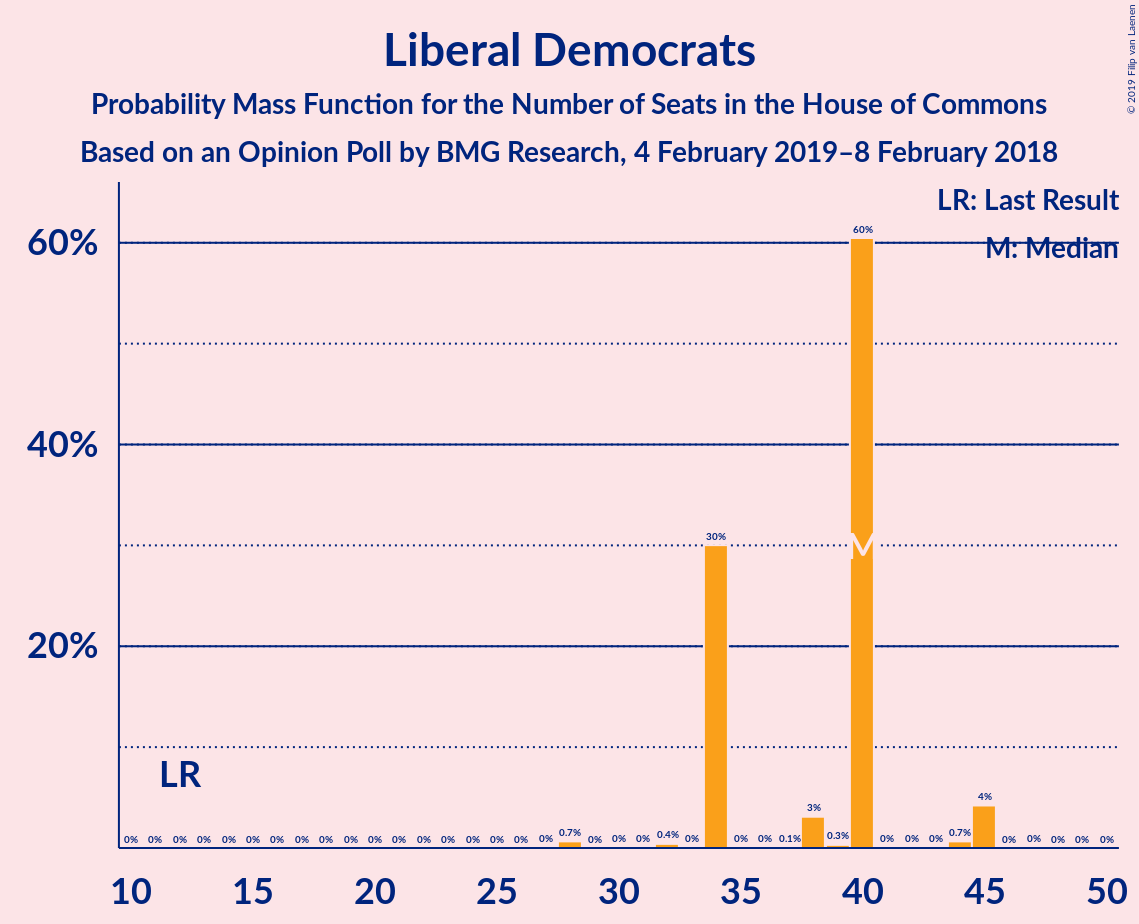 Liberal Democrats
Probability Mass Function for the Number of Seats in the House of Commons
Based on an Opinion Poll by BMG Research, 4 February 2019–8 February 2018
© 2019 Filip van Laenen
LR: Last Result
M: Median
60%
40%
20%
60%
30%
M
LR
0% 0% 0% 0% 0% 0% 0% 0% 0% 0% 0% 0% 0% 0% 0% 0% 0% 0% 0.7% 0% 0% 0% 0.4% 0% 0% 0% 0.1% 3% 0.3% 0% 0% 0% 0.7% 4% 0% 0% 0% 0% 0%
10 15 20 25 30 35 40 45 50